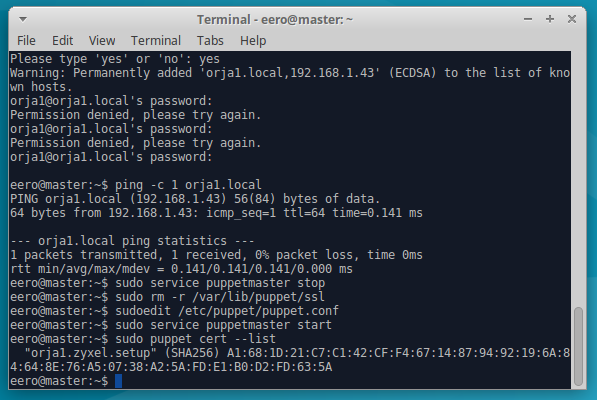 Terminal - eero@master: ~
File Edit View Terminal Tabs Help
Please type 'yes' or 'no': yes
Warning: Permanently added 'orja1.local,192.168.1.43' (ECDSA) to the list of kno
wn hosts.
orja1@orja1.local's password:
Permission denied, please try again.
orja1@orja1.local's password:
Permission denied, please try again.
orja1@orja1.local's password:
eero@master:~$ ping -c 1 orja1.local
PING orja1.local (192.168.1.43) 56(84) bytes of data.
64 bytes from 192.168.1.43: icmp_seq=1 ttl=64 time=0.141 ms
--- orja1.local ping statistics ---
1 packets transmitted, 1 received, 0% packet loss, time 0ms
rtt min/avg/max/mdev = 0.141/0.141/0.141/0.000 ms
eero@master:~$ sudo service puppetmaster stop
eero@master:~$ sudo rm -r /var/lib/puppet/ssl
eero@master:~$ sudoedit /etc/puppet/puppet.conf
eero@master:~$ sudo service puppetmaster start
eero@master:~$ sudo puppet cert --list
"orja1.zyxel.setup" (SHA256) A1:68:1D:21:C7:C1:42:CF:F4:67:14:87:94:92:19:6A:8
4:64:8E:76:A5:07:38:A2:5A:FD:E1:B0:D2:FD:63:5A
eero@master:~$